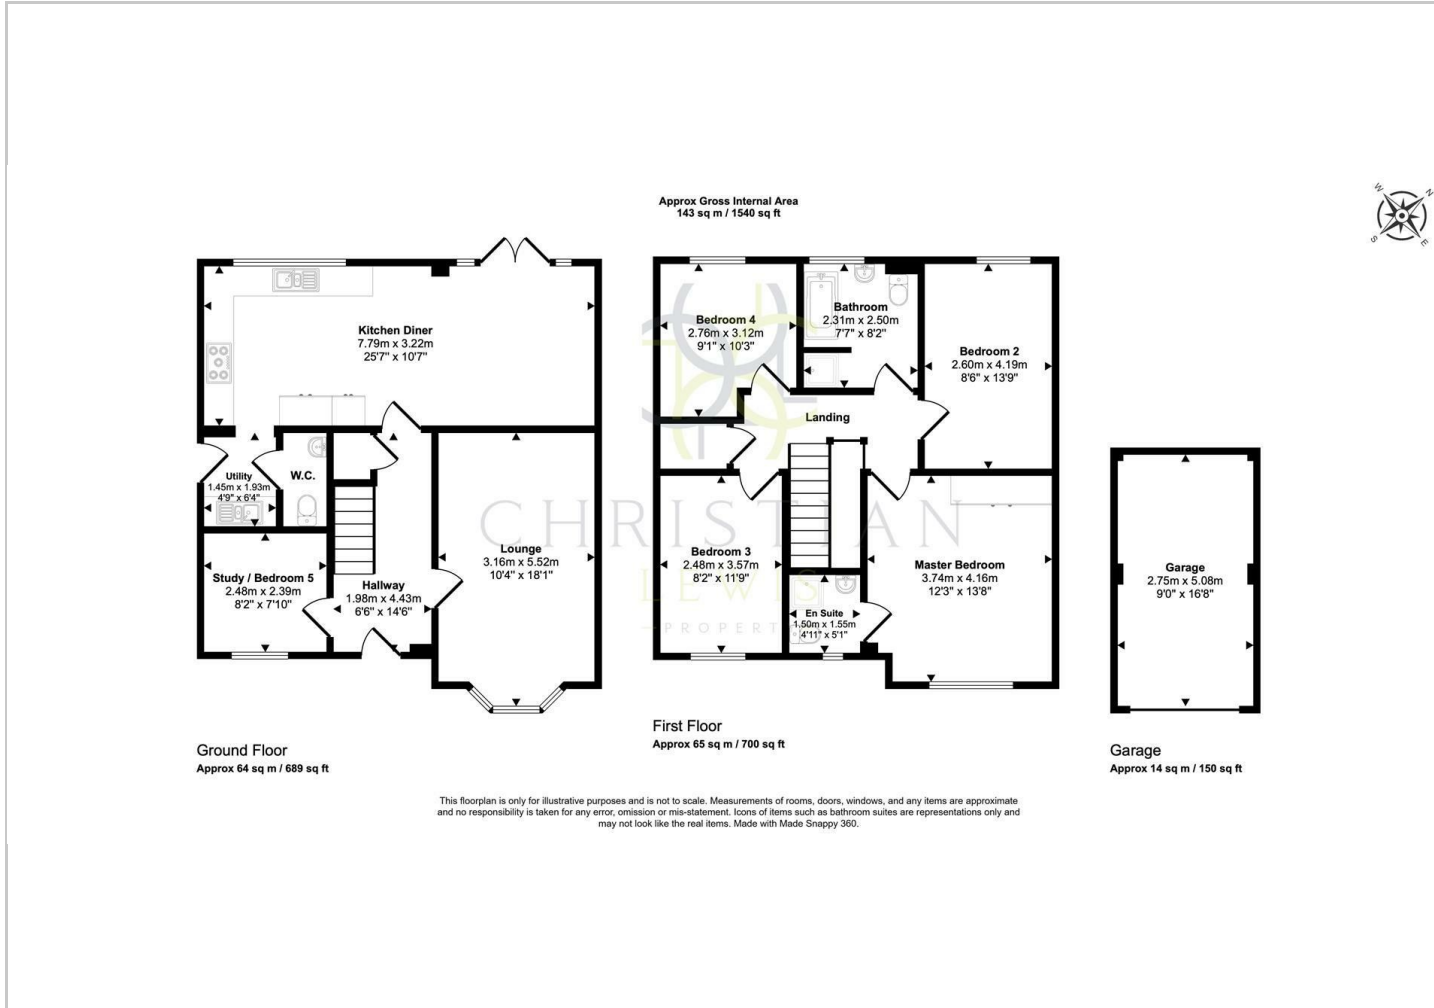 Approx Gross Internal Area
143 sq m / 1540 sq ft
W
N
S
E
Kitchen Diner
7.79m x 3.22m
25'7" x 10'7"
Utility
1.45m x 1.93m
4'9" x 6'4"
W.C.
Study / Bedroom 5
2.48m x 2.39m
8'2" x 7'10"
Hallway
1.98m x 4.43m
6'6" x 14'6"
Lounge
3.16m x 5.52m
10'4" x 18'1"
Ground Floor
Approx 64 sq m / 689 sq ft
Bedroom 4
2.76m x 3.12m
9'1" x 10'3"
Bathroom
2.31m x 2.50m
7'7" x 8'2"
Bedroom 2
2.60m x 4.19m
8'6" x 13'9"
Landing
Bedroom 3
2.48m x 3.57m
8'2" x 11'9"
En Suite
1.50m x 1.55m
4'11" x 5'1"
Master Bedroom
3.74m x 4.16m
12'3" x 13'8"
First Floor
Approx 65 sq m / 700 sq ft
Garage
2.75m x 5.08m
9'0" x 16'8"
Garage
Approx 14 sq m / 150 sq ft
CHRISTIAN
LEWIS
PROPERT
This floorplan is only for illustrative purposes and is not to scale. Measurements of rooms, doors, windows, and any items are approximate
and no responsibility is taken for any error, omission or mis-statement. Icons of items such as bathroom suites are representations only and
may not look like the real items. Made with Made Snappy 360.